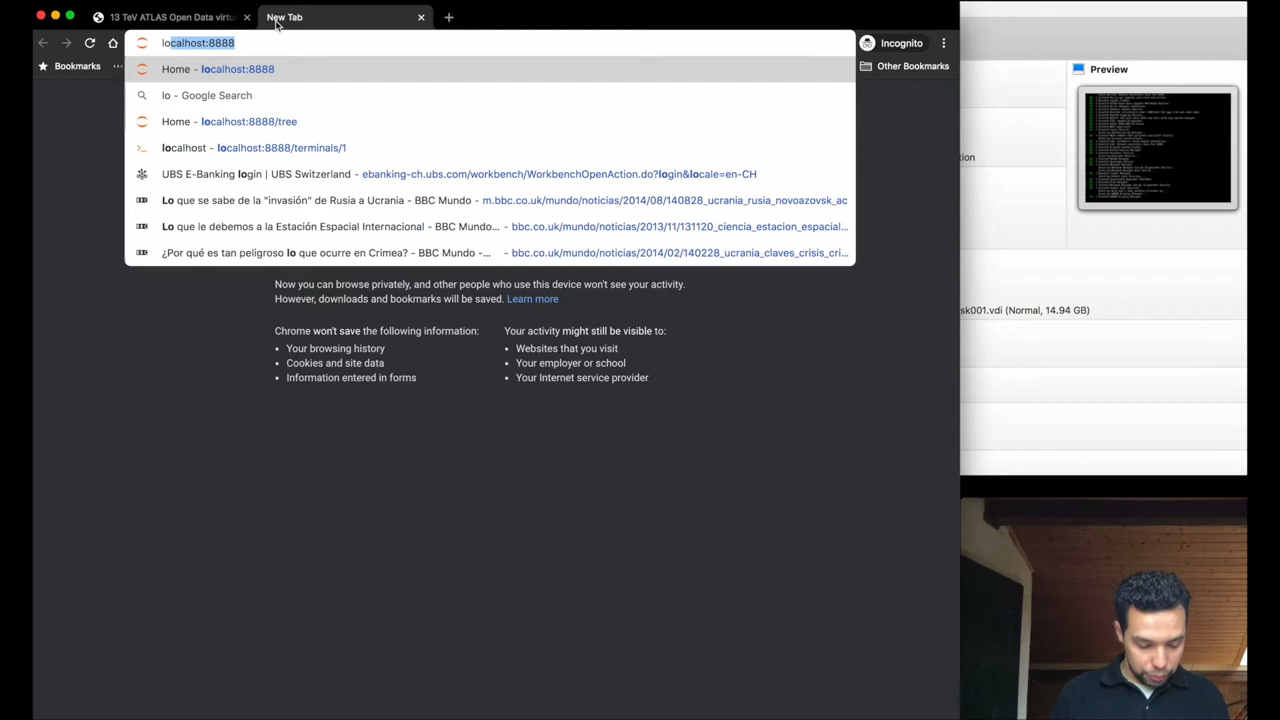 13 TeV ATLAS Open Data virtu
New Tab
localhost:8888
Incognito
Bookmarks
Other Bookmarks
Home - localhost:8888
lo - Google Search
Home - localhost:8888/tree
localhost - localhost:8888/terminals/1
UBS E-Banking login | UBS Switzerland - ebanking-ch.ubs.com/workbench/WorkbenchOpenAction.do?login&locale=en-CH
Lo que se sabe de la "invasión" de Rusia a Ucrania - BBC Mundo - m.bbc.co.uk/mundo/noticias/2014/08/140828_ucrania_rusia_novoazovsk_ac
Lo que le debemos a la Estación Espacial Internacional - BBC Mundo... - bbc.co.uk/mundo/noticias/2013/11/131120_ciencia_estacion_espacial...
¿Por qué es tan peligroso lo que ocurre en Crimea? - BBC Mundo -... - bbc.co.uk/mundo/noticias/2014/02/140228_ucrania_claves_crisis_cri...
Now you can browse privately, and other people who use this device won't see your activity.
However, downloads and bookmarks will be saved. Learn more
Chrome won't save the following information:
Your browsing history
Cookies and site data
Information entered in forms
Your activity might still be visible to:
Websites that you visit
Your employer or school
Your Internet service provider
Preview
sk001.vdi (Normal, 14.94 GB)